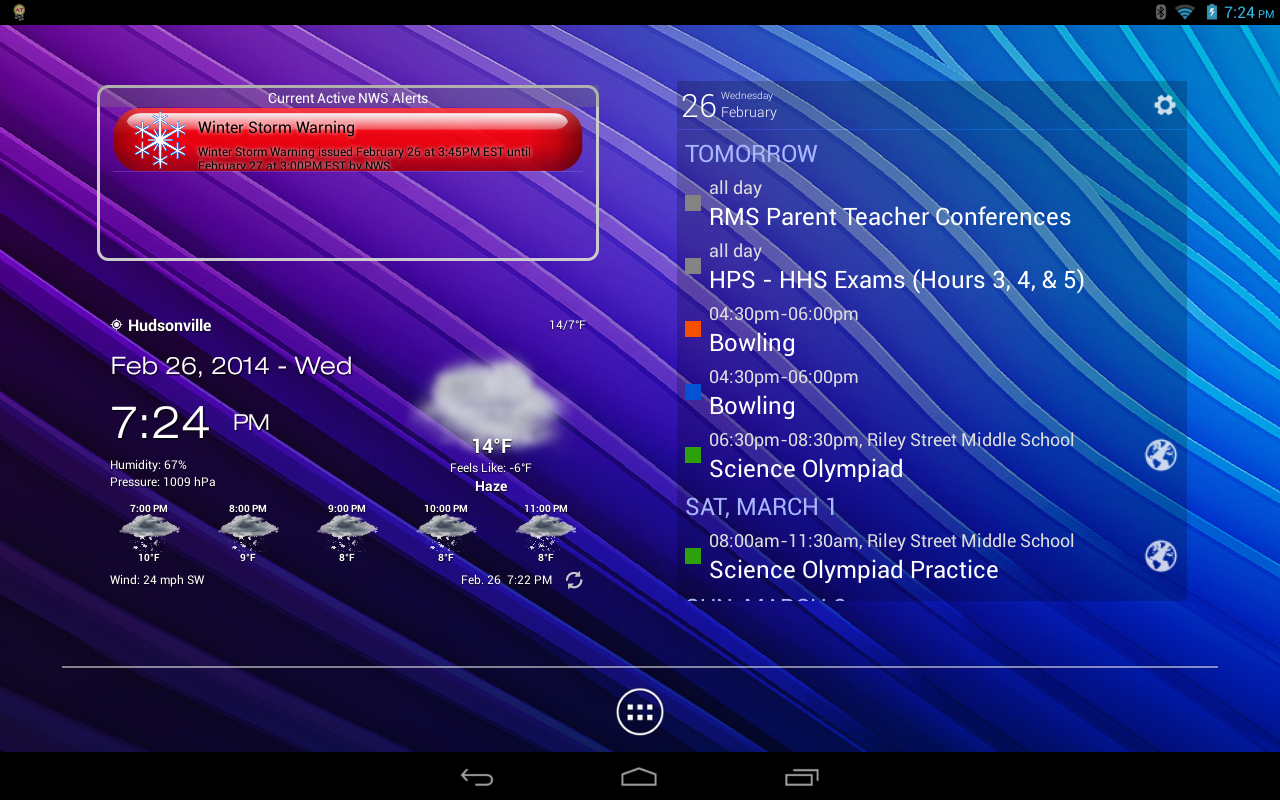 7:24 PM
Current Active NWS Alerts
Winter Storm Warning
Winter Storm Warning issued February 26 at 3:45PM EST until
February 27 at 3:00PM EST by NWS
Hudsonville
14/7°F
Feb 26, 2014 - Wed
7:24 PM
14°F
Feels Like: -6°F
Haze
Humidity: 67%
Pressure: 1009 hPa
7:00 PM 8:00 PM 9:00 PM 10:00 PM 11:00 PM
10°F 9°F 8°F 8°F 8°F
Wind: 24 mph SW
Feb. 26 7:22 PM
26
Wednesday
February
TOMORROW
all day
RMS Parent Teacher Conferences
all day
HPS - HHS Exams (Hours 3, 4, & 5)
04:30pm-06:00pm
Bowling
04:30pm-06:00pm
Bowling
06:30pm-08:30pm, Riley Street Middle School
Science Olympiad
SAT, MARCH 1
08:00am-11:30am, Riley Street Middle School
Science Olympiad Practice
SUN, MARCH